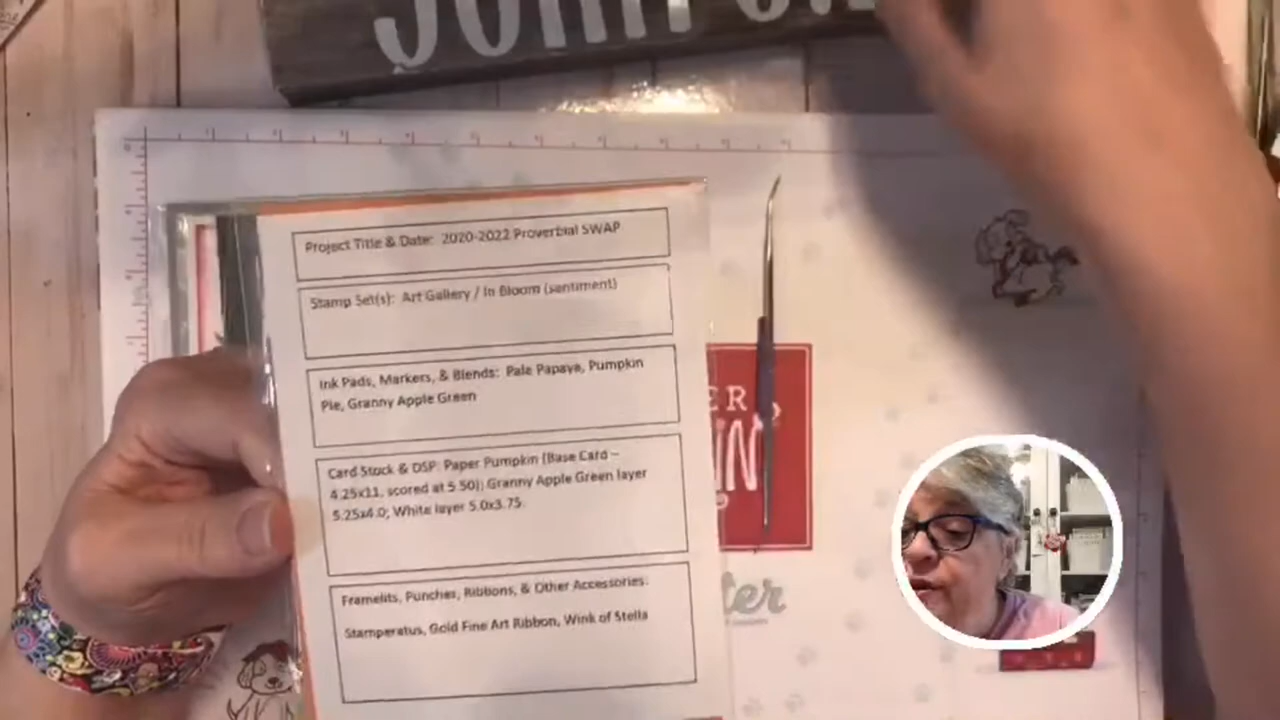 Project Title & Date: 2020-2022 Proverbial SWAP
Stamp Set(s): Art Gallery / In Bloom (sentiment)
Ink Pads, Markers, & Blends: Pale Papaya, Pumpkin
Pie, Granny Apple Green
Card Stock & DSP: Paper Pumpkin (Base Card –
4.25x11, scored at 5.50); Granny Apple Green layer
5.25x4.0; White layer 5.0x3.75.
Framelits, Punches, Ribbons, & Other Accessories:
Stamperatus, Gold Fine Art Ribbon, Wink of Stella